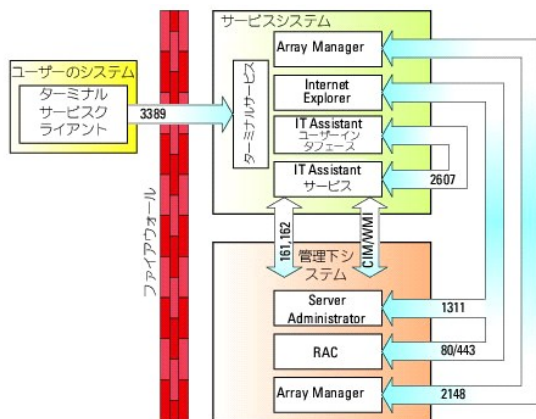 サービスシステム
Array Manager
ユーザーのシステム
ターミナル
サービスク
ライアント
3389
ターミナルサービス
Internet
Explorer
IT Assistant
ユーザーイン
タフェース
2607
IT Assistant
サービス
ファイアウォール
161,162
CIM/WMI
管理下シ
ステム
Server
Administrator
1311
RAC
80/443
Array Manager
2148